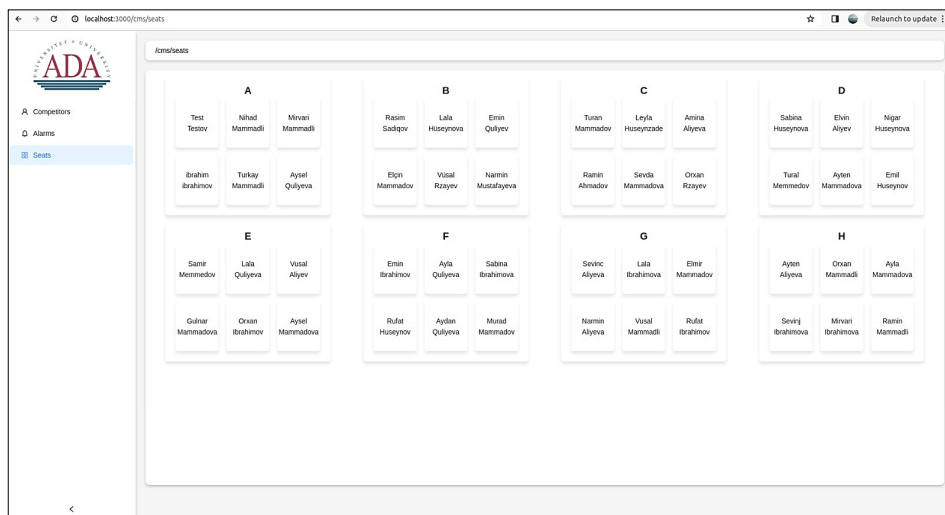 localhost:3000/cms/seats
Relaunch to update
UNIVERSITET * UNIVERSITY
ADA
/cms/seats
Competitors
Alarms
Seats
A
Test Testov
Nihad Mammadli
Mirvari Mammadli
ibrahim ibrahimov
Turkay Mammadli
Aysel Quliyeva
B
Rasim Sadiqov
Lala Hüseynova
Emin Quliyev
Elçin Mammadov
Vüsal Rzayev
Narmin Mustafayeva
C
Turan Mammadov
Leyla Huseynzade
Amina Aliyeva
Ramin Ahmadov
Sevda Mammadova
Orxan Rzayev
D
Sabina Huseynova
Elvin Aliyev
Nigar Huseynova
Tural Memmedov
Ayten Mammadova
Emil Huseynov
E
Samir Memmedov
Lala Quliyeva
Vusal Aliyev
Gulnar Mammadova
Orxan Ibrahimov
Aysel Mammadova
F
Emin Ibrahimov
Ayla Quliyeva
Sabina Ibrahimova
Rufat Huseynov
Aydan Quliyeva
Murad Mammadov
G
Sevinc Aliyeva
Lala Ibrahimova
Elmir Mammadov
Narmin Aliyeva
Vusal Mammadli
Rufat Ibrahimov
H
Ayten Aliyeva
Orxan Mammadli
Ayla Mammadova
Sevinj Ibrahimova
Mirvari Ibrahimova
Ramin Mammadli